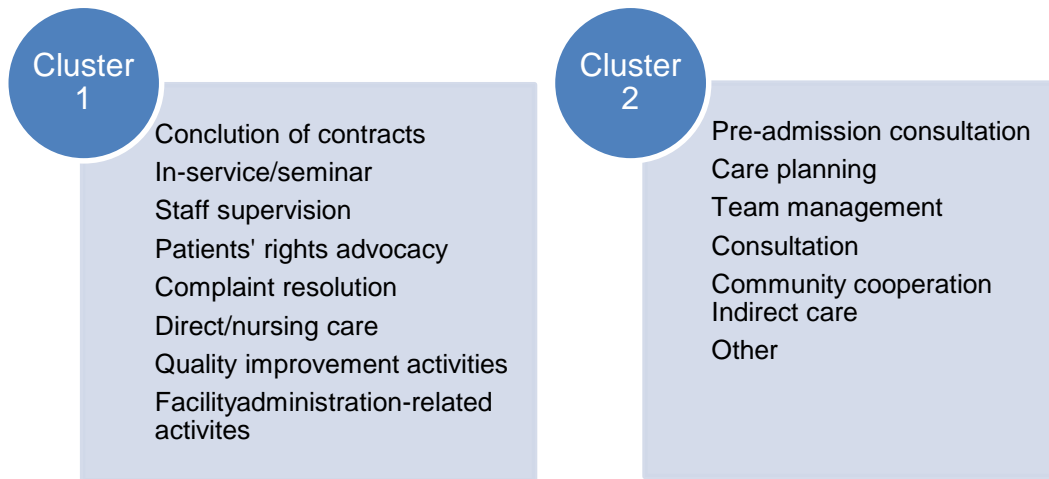 Cluster
1
Conclution of contracts
In-service/seminar
Staff supervision
Patients' rights advocacy
Complaint resolution
Direct/nursing care
Quality improvement activities
Facilityadministration-related
activites
Cluster
2
Pre-admission consultation
Care planning
Team management
Consultation
Community cooperation
Indirect care
Other